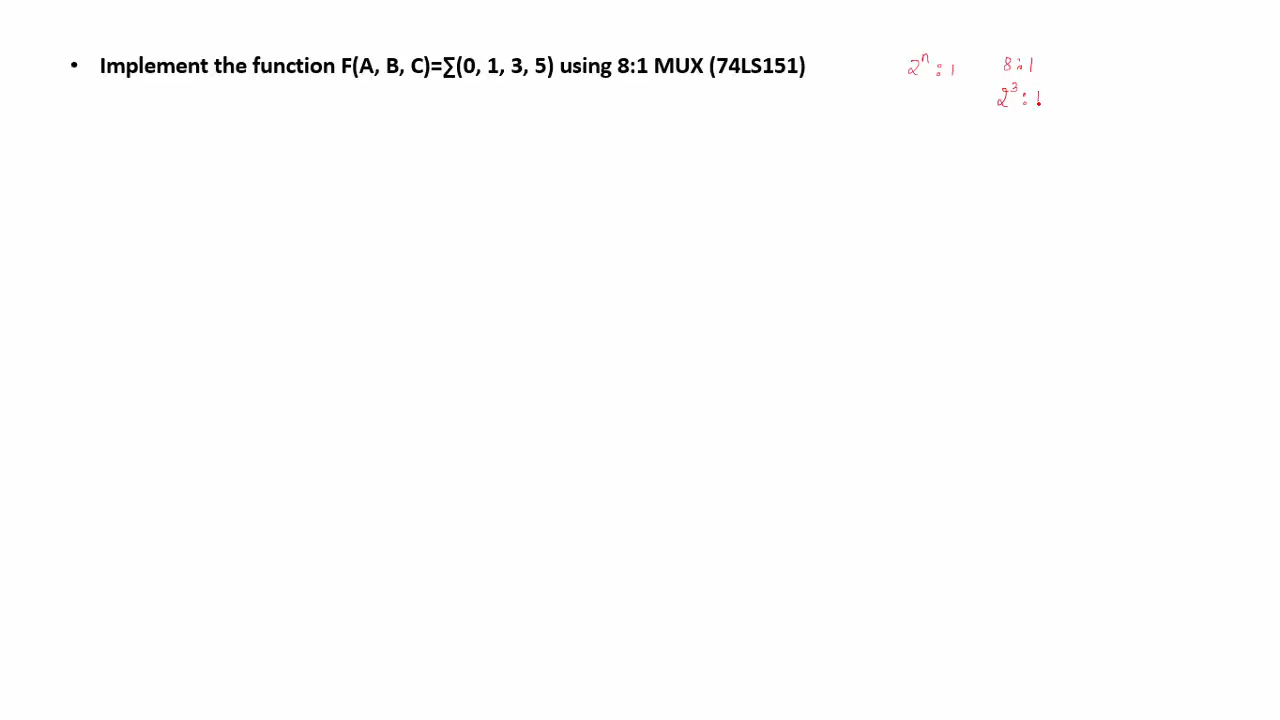 • Implement the function F(A, B, C)=∑(0, 1, 3, 5) using 8:1 MUX (74LS151)
2ⁿ : 1 8 : 1
2³ : 1